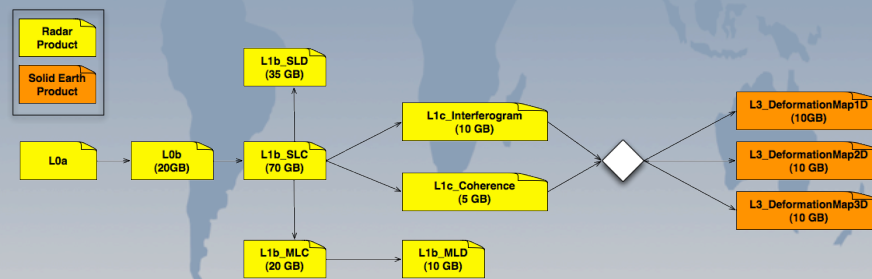 Radar
Product
Solid Earth
Product
L1b_SLD
(35 GB)
L1c_Interferogram
(10 GB)
L3_DeformationMap1D
(10GB)
L0a
L0b
(20GB)
L1b_SLC
(70 GB)
L3_DeformationMap2D
(10 GB)
L1c_Coherence
(5 GB)
L3_DeformationMap3D
(10 GB)
L1b_MLC
(20 GB)
L1b_MLD
(10 GB)